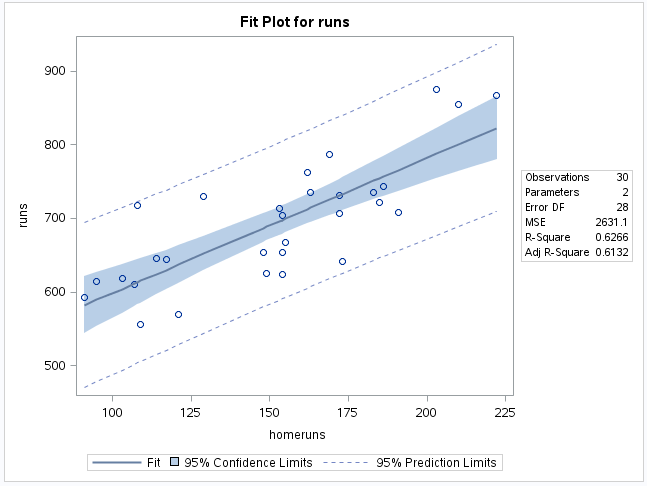 Fit Plot for runs
900
800
700
600
500
runs
100 125 150 175 200 225
homeruns
Observations 30
Parameters 2
Error DF 28
MSE 2631.1
R-Square 0.6266
Adj R-Square 0.6132
Fit 95% Confidence Limits 95% Prediction Limits